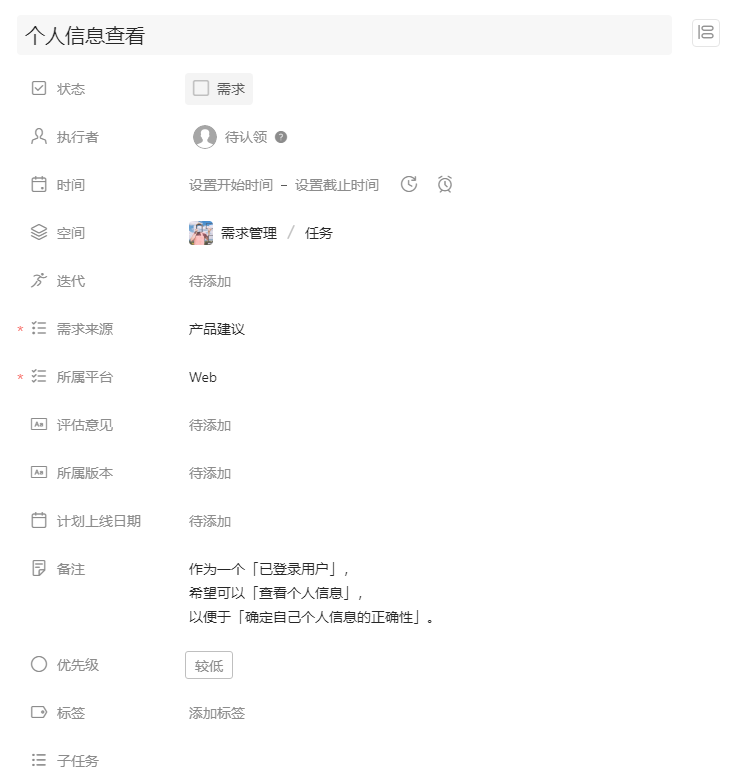 个人信息查看
状态 需求
执行者 待认领 ?
时间 设置开始时间 – 设置截止时间
空间 需求管理 / 任务
迭代 待添加
* 需求来源 产品建议
* 所属平台 Web
评估意见 待添加
所属版本 待添加
计划上线日期 待添加
备注 作为一个「已登录用户」,
希望可以「查看个人信息」,
以便于「确定自己个人信息的正确性」。
优先级 较低
标签 添加标签
子任务